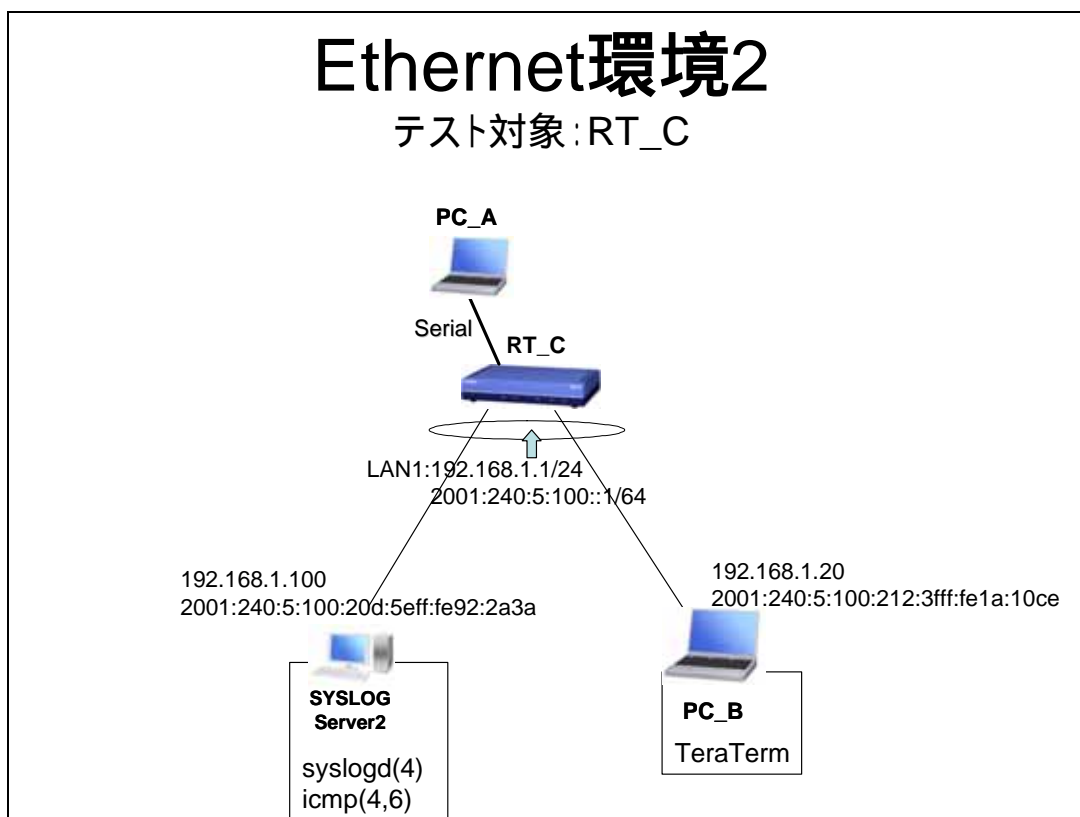 Ethernet環境2
テスト対象:RT_C
PC_A
Serial
RT_C
LAN1:192.168.1.1/24
2001:240:5:100::1/64
192.168.1.100
2001:240:5:100:20d:5eff:fe92:2a3a
192.168.1.20
2001:240:5:100:212:3fff:fe1a:10ce
SYSLOG
Server2
syslogd(4)
icmp(4,6)
PC_B
TeraTerm